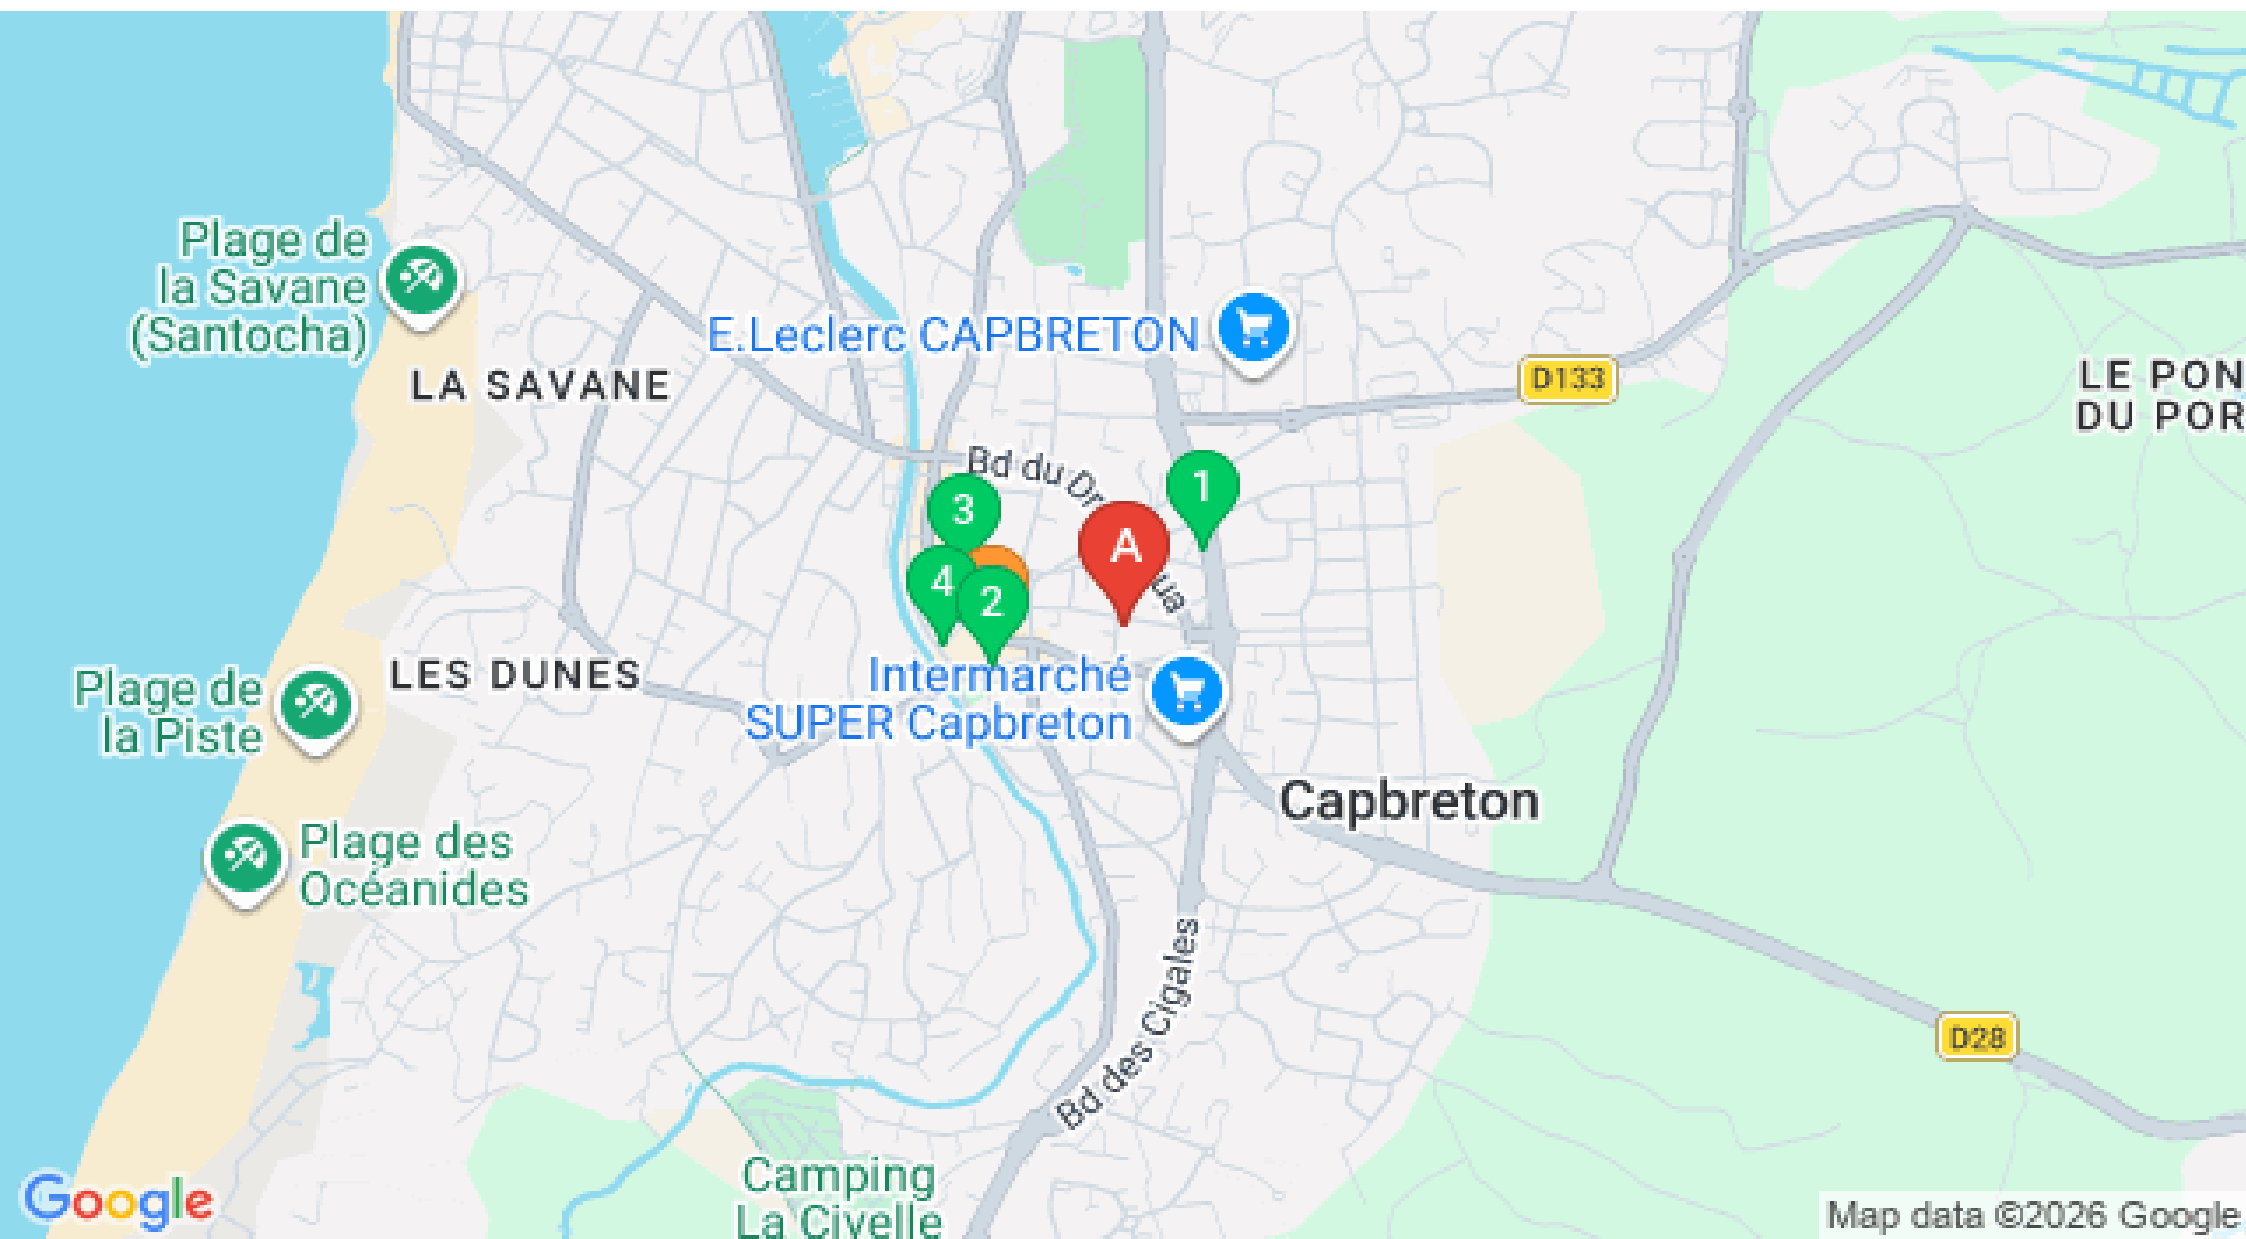 Plage de
la Savane
(Santocha)
E.Leclerc CAPBRETON
LA SAVANE
D133
LE PON
DU POR
Bd du Dr
ua
1
3
A
4
2
LES DUNES
Intermarché
SUPER Capbreton
Plage de
la Piste
Capbreton
Plage des
Océanides
Bd des Cigales
D28
Camping
La Civelle
Google
Map data ©2026 Google